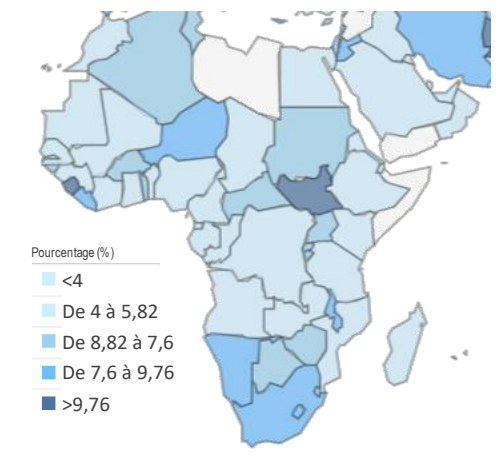 Pourcentage (%)
<4
De 4 à 5,82
De 8,82 à 7,6
De 7,6 à 9,76
>9,76